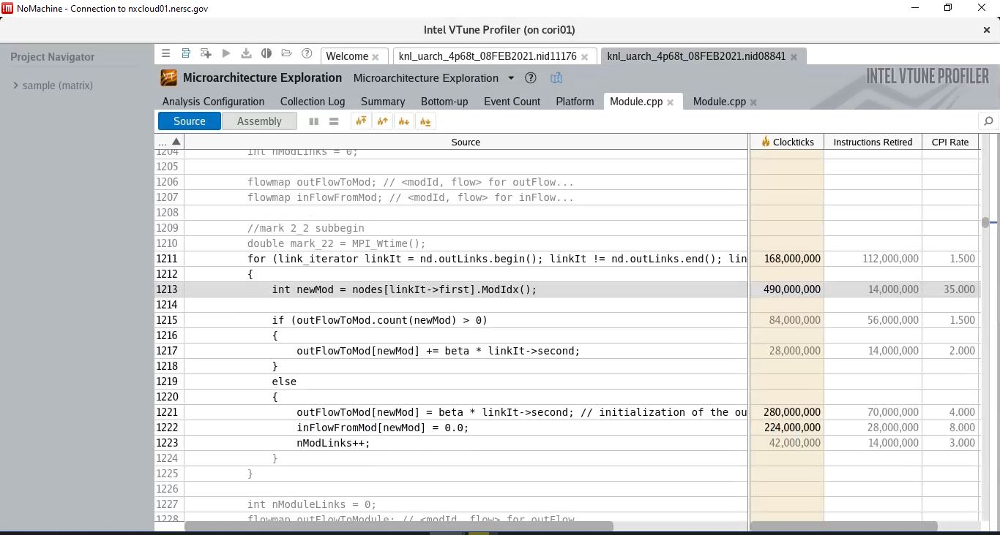 NoMachine - Connection to nxcloud01.nersc.gov
Intel VTune Profiler (on cori01)
Project Navigator
sample (matrix)
Welcome knl_uarch_4p68t_08FEB2021.nid11176 knl_uarch_4p68t_08FEB2021.nid08841
Microarchitecture Exploration Microarchitecture Exploration INTEL VTUNE PROFILER
Analysis Configuration Collection Log Summary Bottom-up Event Count Platform Module.cpp Module.cpp
Source Assembly
... Source Clockticks Instructions Retired CPI Rate
1204 int nModLinks = 0;
1205
1206 flowmap outFlowToMod; // <modId, flow> for outFlow...
1207 flowmap inFlowFromMod; // <modId, flow> for inFlow...
1208
1209 //mark 2_2 subbegin
1210 double mark_22 = MPI_Wtime();
1211 for (link_iterator linkIt = nd.outLinks.begin(); linkIt != nd.outLinks.end(); lin 168,000,000 112,000,000 1.500
1212 {
1213 int newMod = nodes[linkIt->first].ModIdx(); 490,000,000 14,000,000 35.000
1214
1215 if (outFlowToMod.count(newMod) > 0) 84,000,000 56,000,000 1.500
1216 {
1217 outFlowToMod[newMod] += beta * linkIt->second; 28,000,000 14,000,000 2.000
1218 }
1219 else
1220 {
1221 outFlowToMod[newMod] = beta * linkIt->second; // initialization of the ou 280,000,000 70,000,000 4.000
1222 inFlowFromMod[newMod] = 0.0; 224,000,000 28,000,000 8.000
1223 nModLinks++; 42,000,000 14,000,000 3.000
1224 }
1225 }
1226
1227 int nModuleLinks = 0;
1228 flowmap outFlowToModule; // <modId, flow> for outFlow